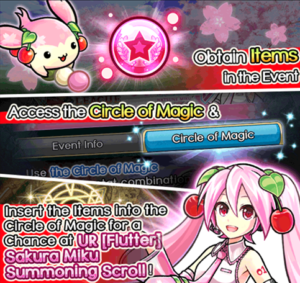 Obtain Items
in the Event
Access the Circle of Magic &
Event Info
Circle of Magic
Use the Circle of Magic
combination
Insert the Items into the
Circle of Magic for a
Chance at UR [Flutter]
Sakura Miku
Summoning Scroll!